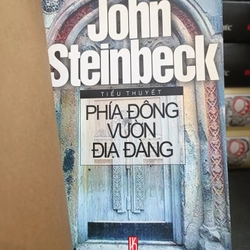 John
Steinbeck
TIỂU THUYẾT
PHÍA ĐÔNG
VƯỜN
ĐỊA ĐÀNG